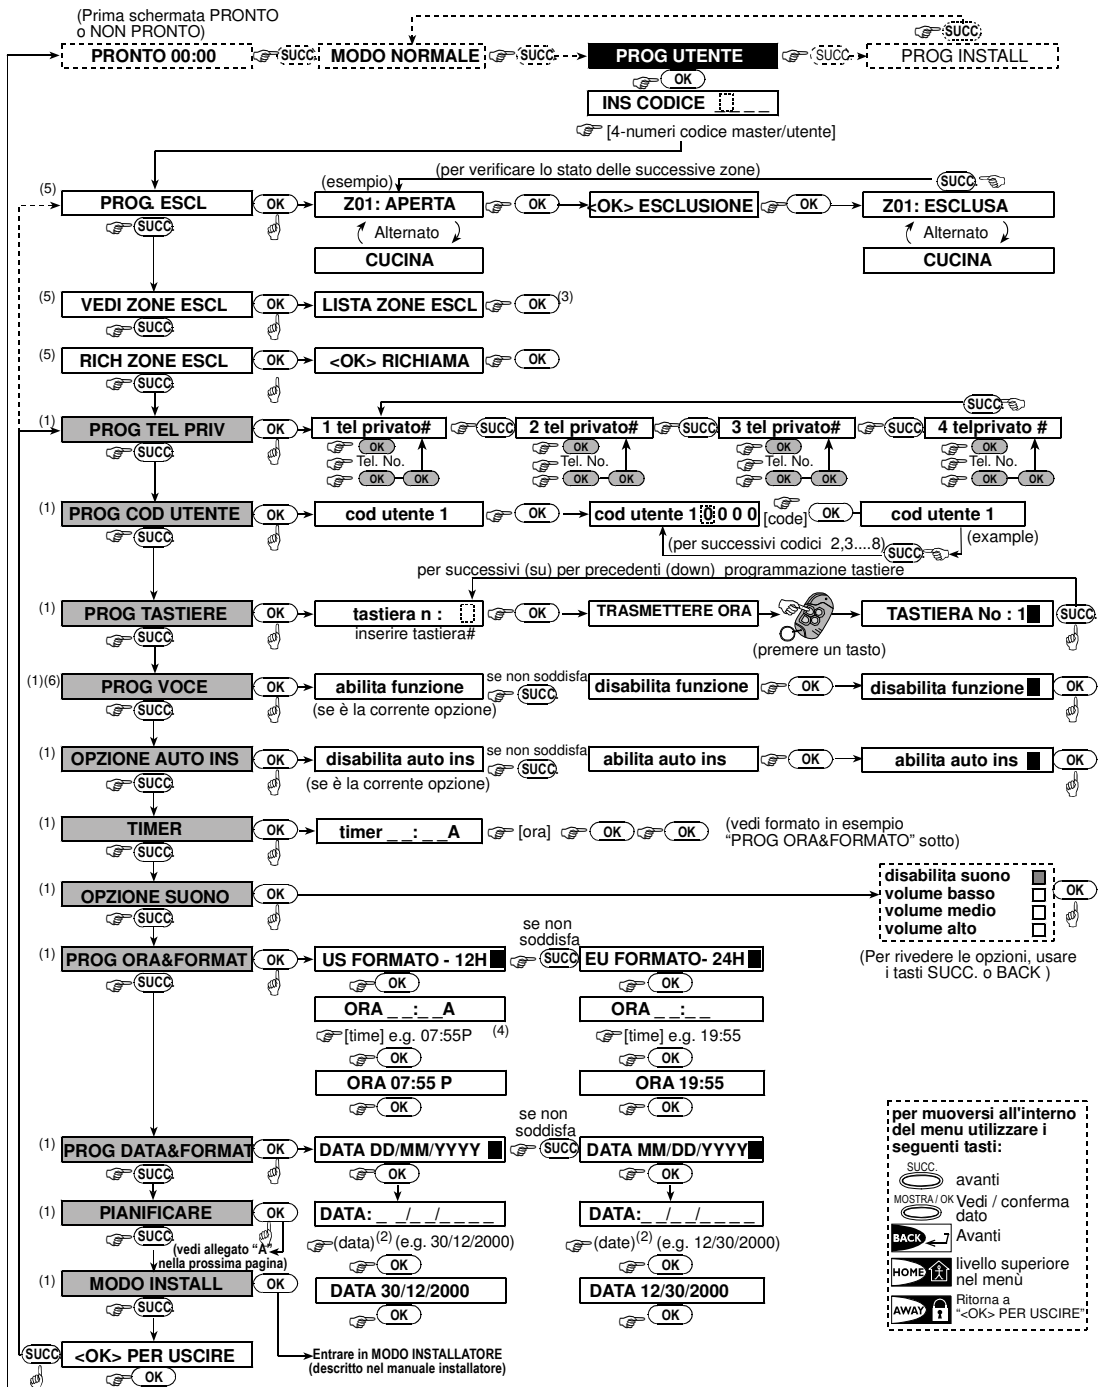 (Prima schermata PRONTO
o NON PRONTO)
PRONTO 00:00 SUCC. MODO NORMALE SUCC. PROG UTENTE SUCC. PROG INSTALL
SUCC.
OK
INS CODICE _ _ _ _
[4-numeri codice master/utente]
(per verificare lo stato delle successive zone)
(5) PROG. ESCL OK (esempio) Z01: APERTA OK <OK> ESCLUSIONE OK Z01: ESCLUSA SUCC.
SUCC.
Alternato Alternato
CUCINA CUCINA
(5) VEDI ZONE ESCL OK LISTA ZONE ESCL OK (3)
SUCC.
(5) RICH ZONE ESCL OK <OK> RICHIAMA OK
SUCC.
SUCC.
(1) PROG TEL PRIV OK 1 tel privato# SUCC. 2 tel privato# SUCC. 3 tel privato# SUCC. 4 telprivato #
SUCC.
OK OK OK OK
Tel. No. Tel. No. Tel. No. Tel. No.
OK OK OK OK OK OK OK OK
(1) PROG COD UTENTE OK cod utente 1 OK cod utente 1 0 0 0 0 [code] OK cod utente 1
SUCC.
(example)
(per successivi codici 2,3....8) SUCC.
per successivi (su) per precedenti (down) programmazione tastiere
(1) PROG TASTIERE OK tastiera n : OK TRASMETTERE ORA TASTIERA No : 1 SUCC.
SUCC.
inserire tastiera#
(premere un tasto)
(1)(6) PROG VOCE OK abilita funzione se non soddisfa SUCC. disabilita funzione OK disabilita funzione OK
SUCC.
(se è la corrente opzione)
(1) OPZIONE AUTO INS OK disabilita auto ins se non soddisfa SUCC. abilita auto ins OK abilita auto ins OK
SUCC.
(se è la corrente opzione)
(1) TIMER OK timer _ _: _ _A [ora] OK OK (vedi formato in esempio
"PROG ORA&FORMATO" sotto)
SUCC.
(1) OPZIONE SUONO OK
SUCC.
disabilita suono
volume basso
volume medio
volume alto
OK
(Per rivedere le opzioni, usare
i tasti SUCC. o BACK )
(1) PROG ORA&FORMAT OK US FORMATO - 12H se non soddisfa SUCC. EU FORMATO- 24H
SUCC.
OK OK
ORA _ _:_ _A ORA _ _:_ _
[time] e.g. 07:55P (4) [time] e.g. 19:55
OK OK
ORA 07:55 P ORA 19:55
OK OK
(1) PROG DATA&FORMAT OK DATA DD/MM/YYYY se non soddisfa SUCC. DATA MM/DD/YYYY
SUCC.
OK OK
(1) PIANIFICARE OK DATA: _ _/_ _/_ _ _ _ DATA:_ _/_ _/_ _ _ _
SUCC.
(vedi allegato "A"
nella prossima pagina)
(data)(2) (e.g. 30/12/2000) (date)(2) (e.g. 12/30/2000)
OK OK
(1) MODO INSTALL OK DATA 30/12/2000 DATA 12/30/2000
SUCC.
OK OK
SUCC. <OK> PER USCIRE
OK
Entrare in MODO INSTALLATORE
(descritto nel manuale installatore)
per muoversi all'interno
del menu utilizzare i
seguenti tasti:
SUCC. avanti
MOSTRA / OK Vedi / conferma
dato
BACK Avanti
HOME livello superiore
nel menù
AWAY Ritorna a
"<OK> PER USCIRE"